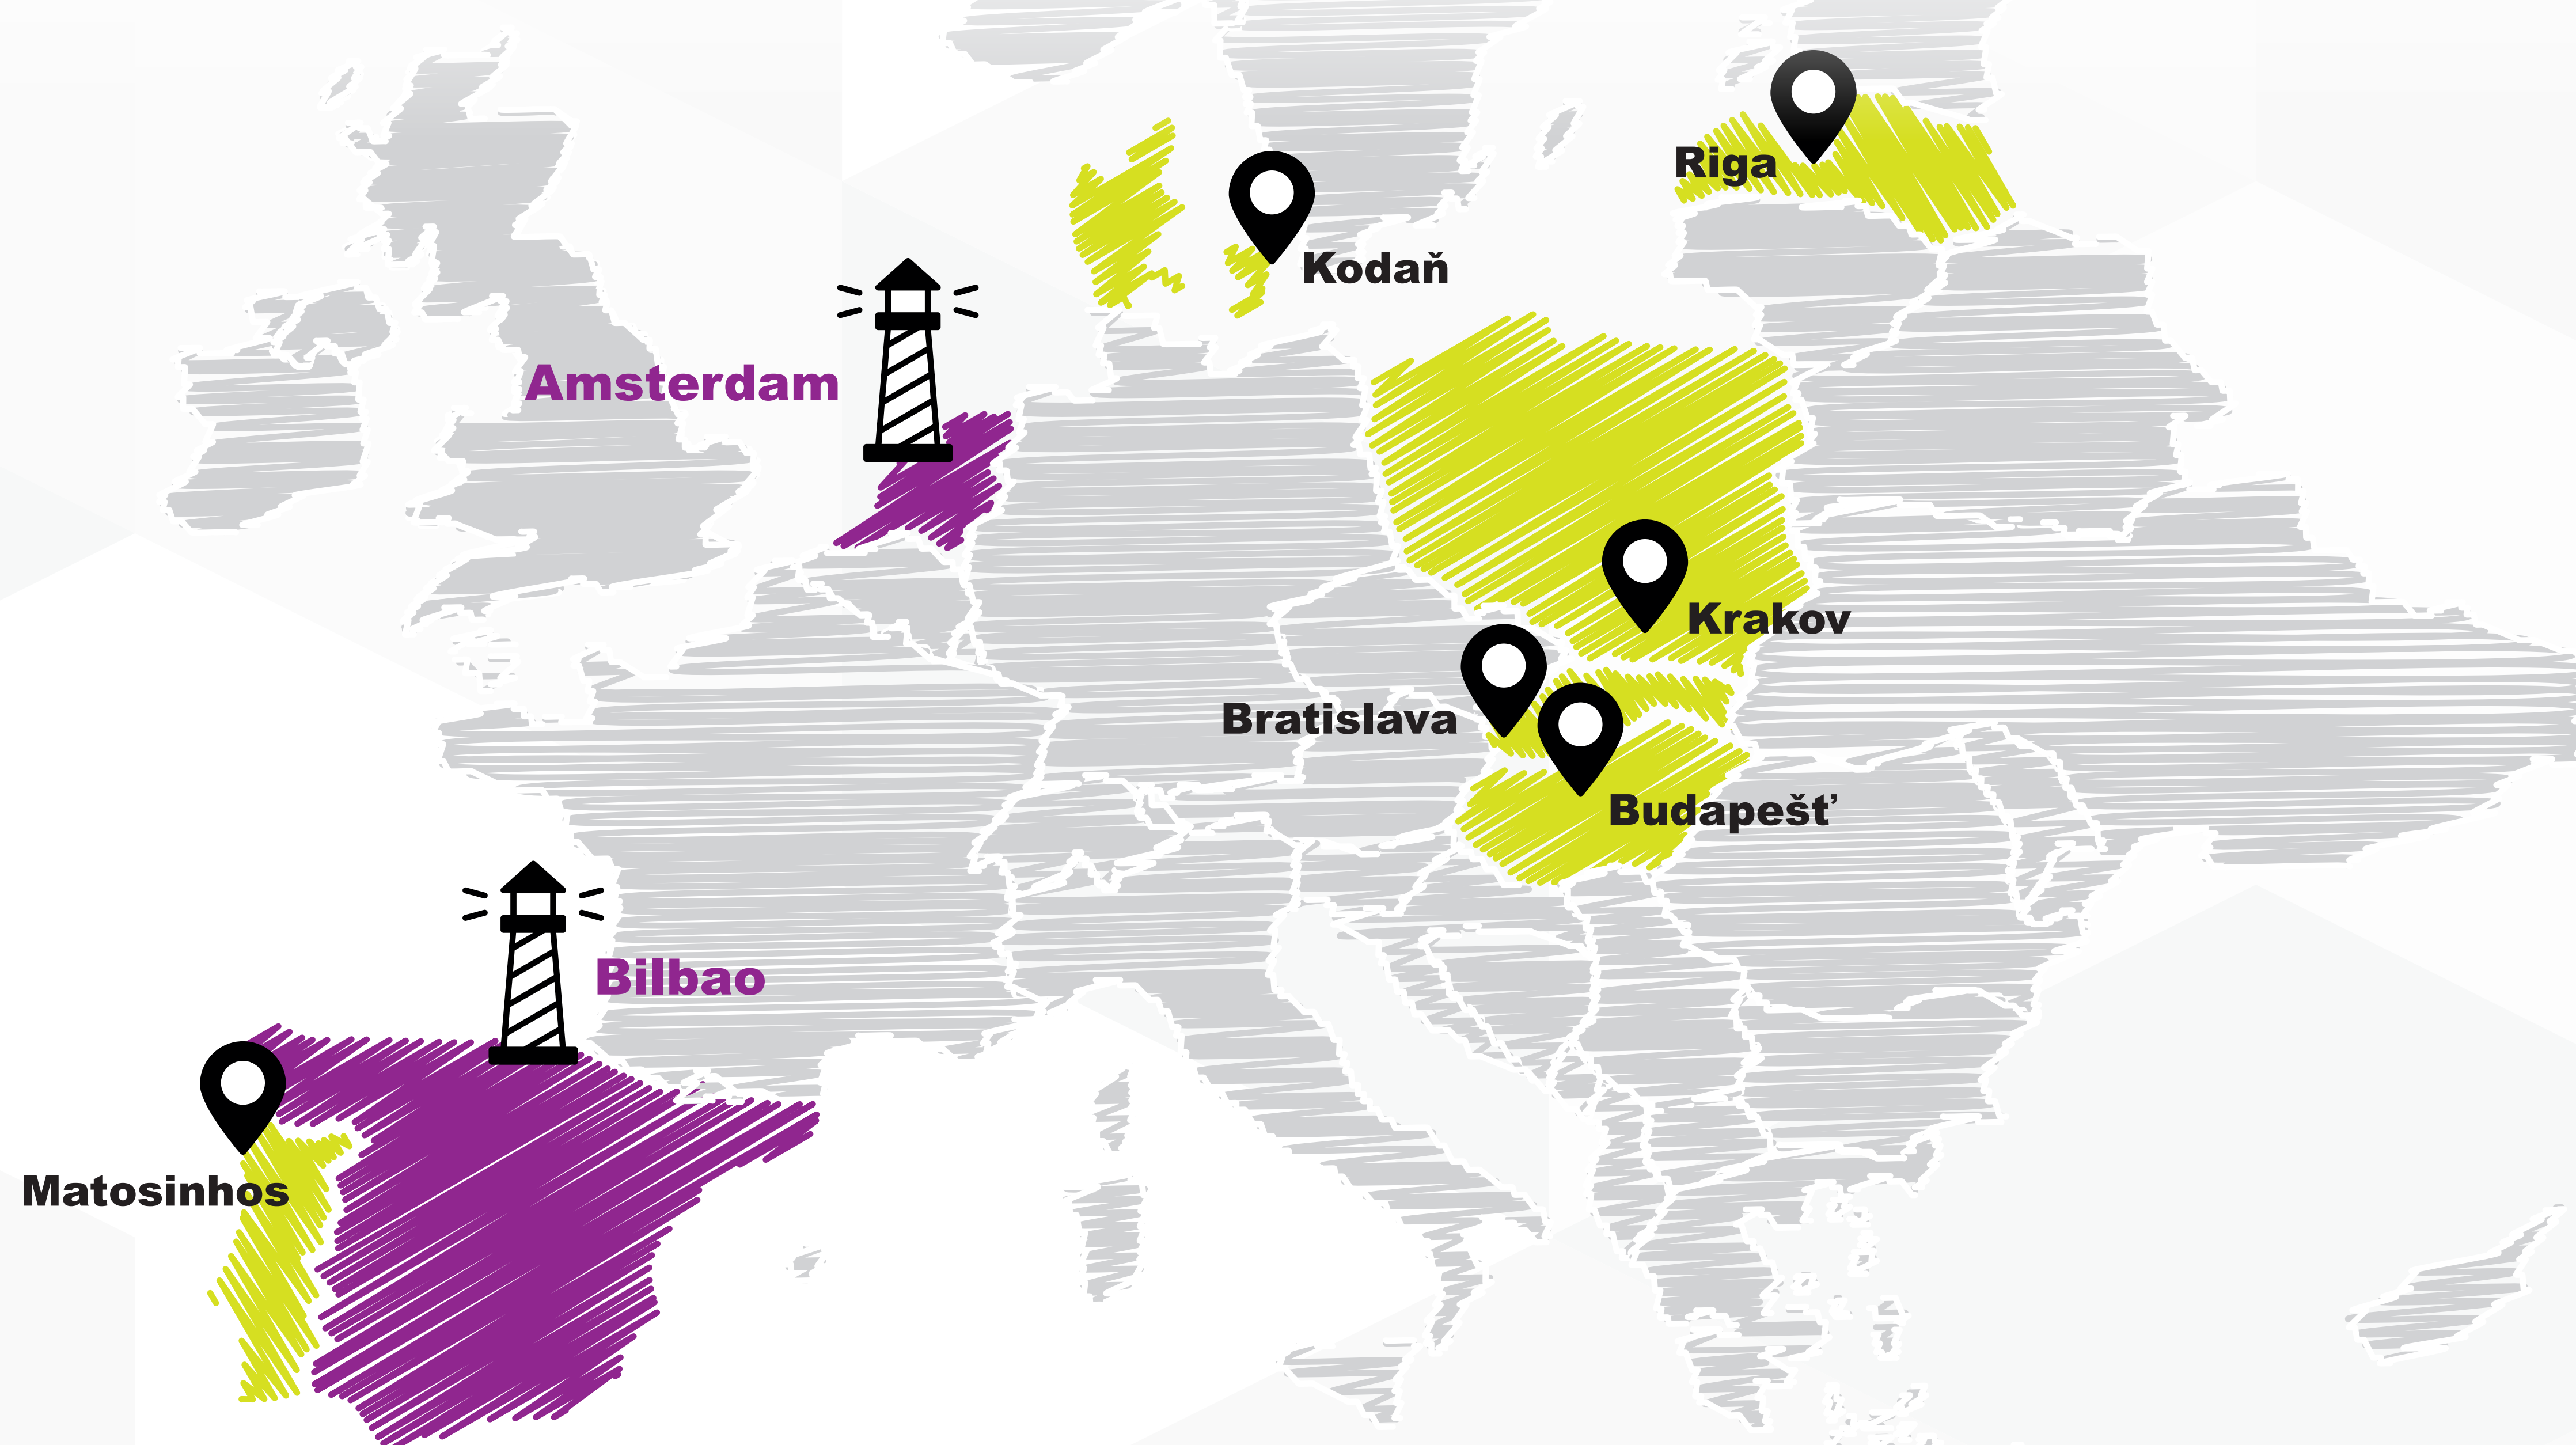 Riga
Kodaň
Amsterdam
Krakov
Bratislava
Budapešť
Bilbao
Matosinhos